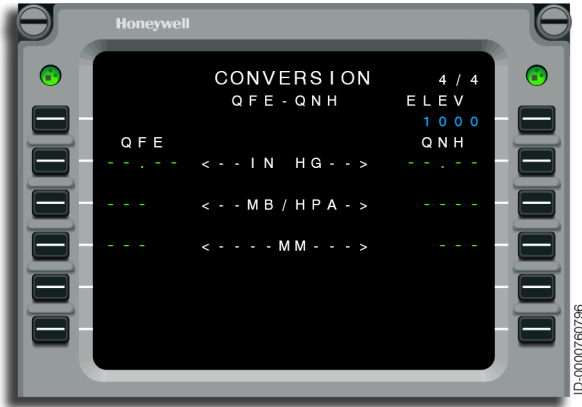 Honeywell
CONVERSION 4/4
QFE-QNH ELEV
1000
QFE QNH
--.-- <--IN HG--> --.--
--- <--MB/HPA--> ----
--- <----MM---> ---
ID-0000760796